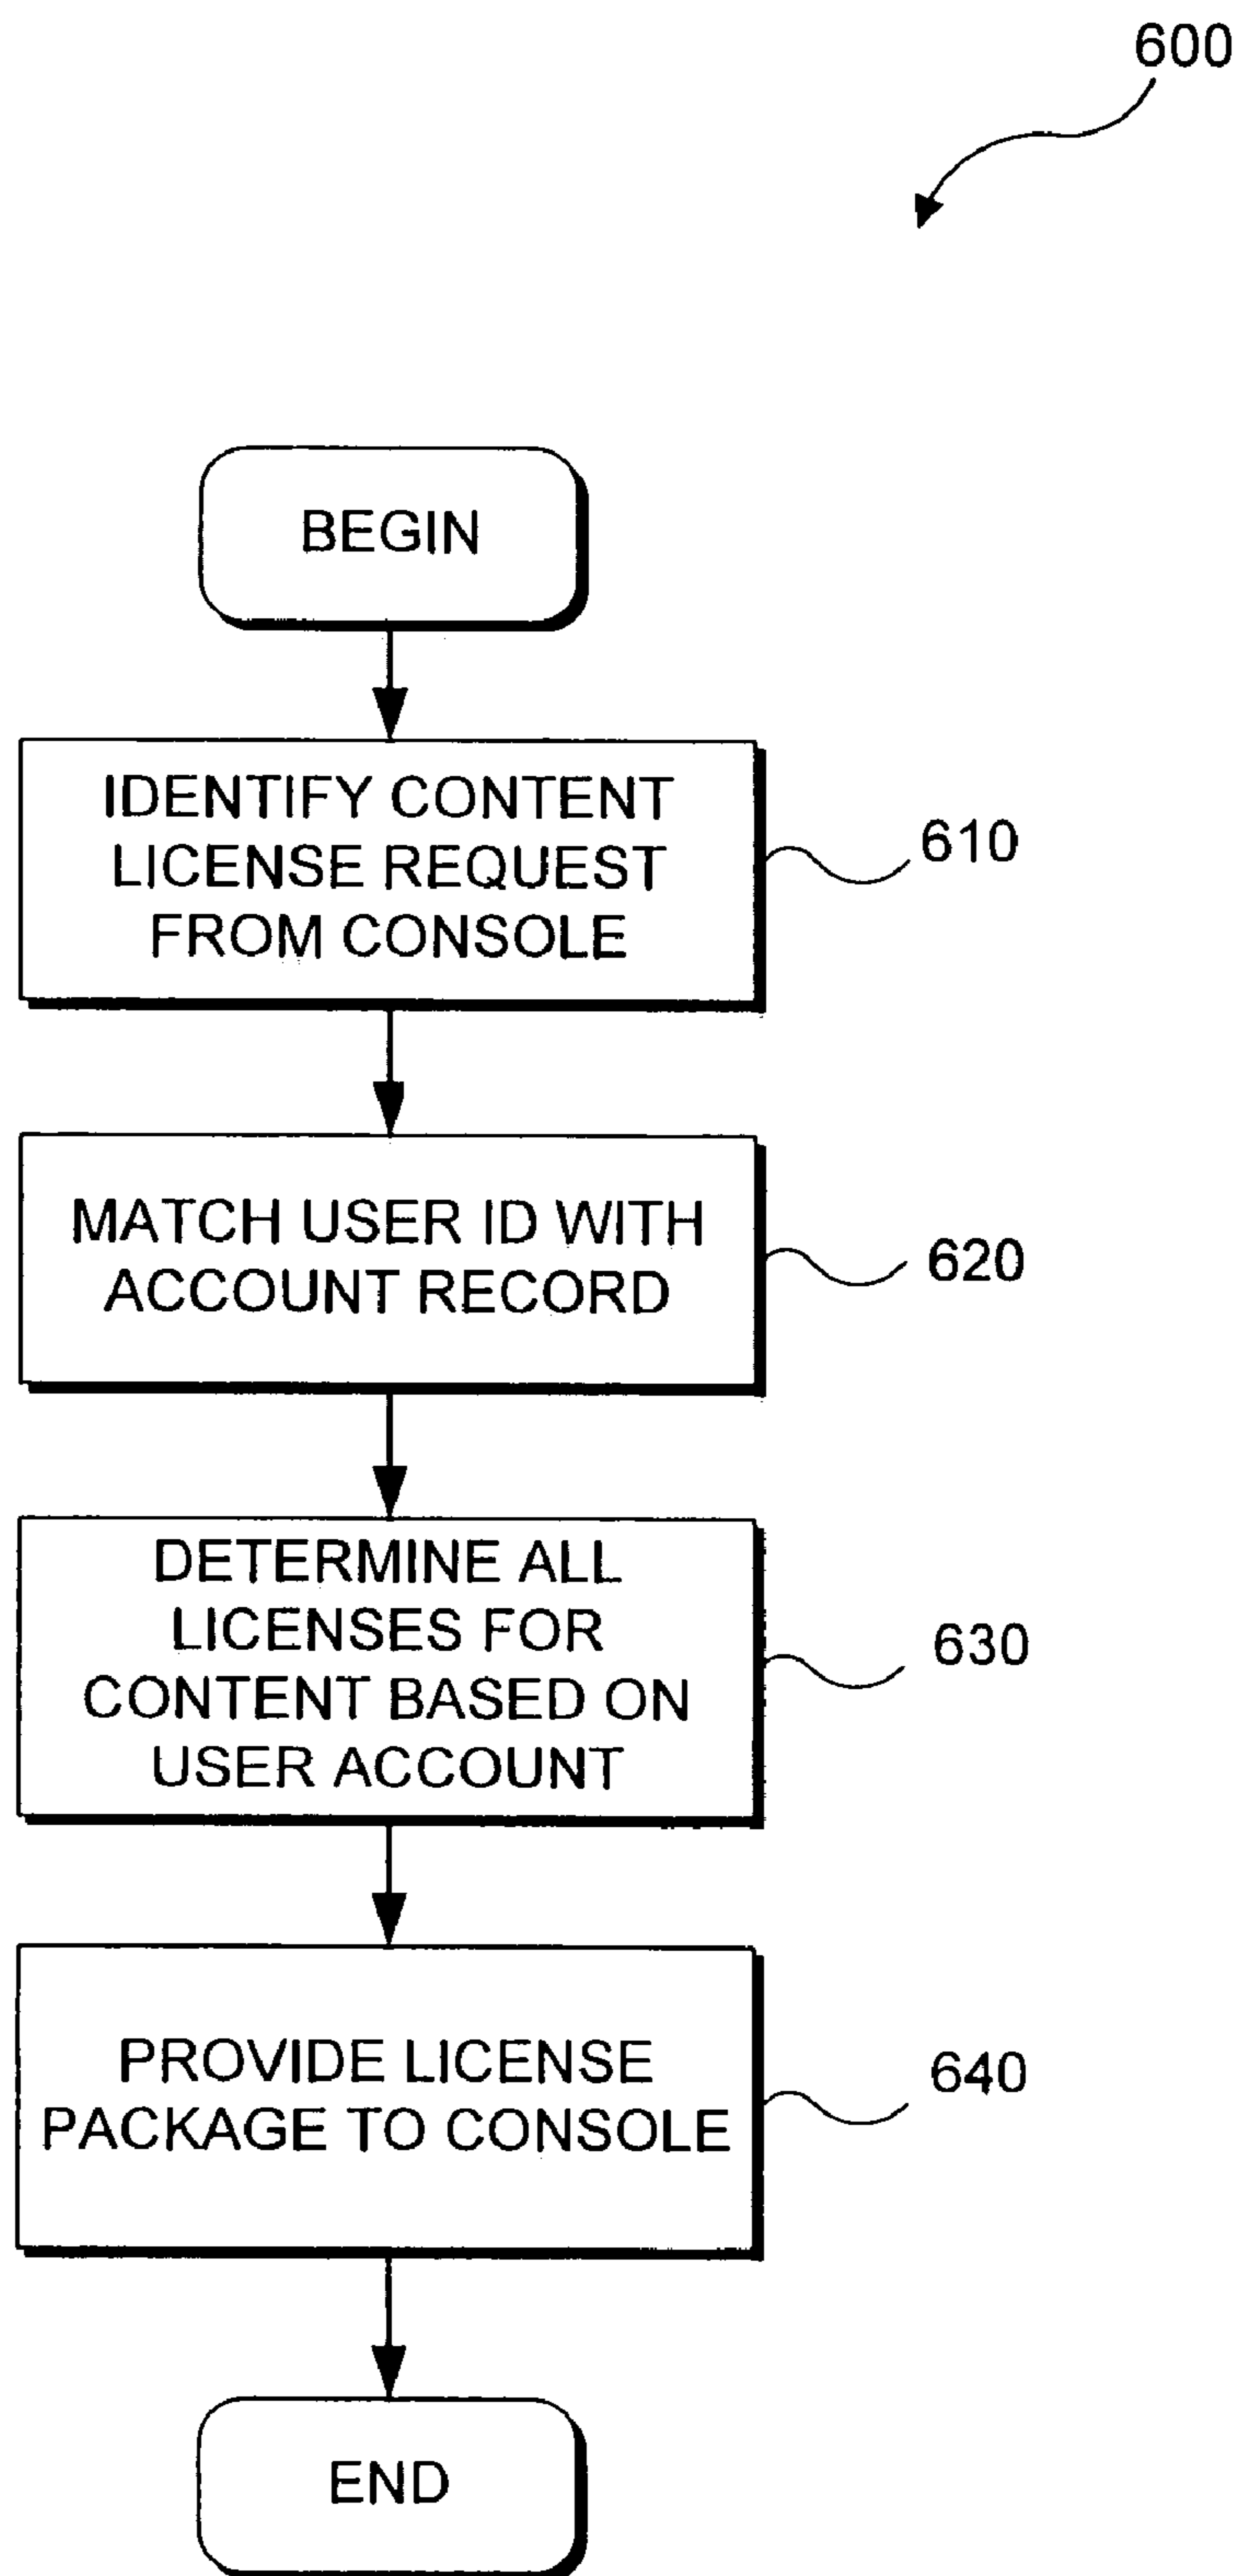 600
BEGIN
IDENTIFY CONTENT
LICENSE REQUEST
FROM CONSOLE
610
MATCH USER ID WITH
ACCOUNT RECORD
620
DETERMINE ALL
LICENSES FOR
CONTENT BASED ON
USER ACCOUNT
630
PROVIDE LICENSE
PACKAGE TO CONSOLE
640
END